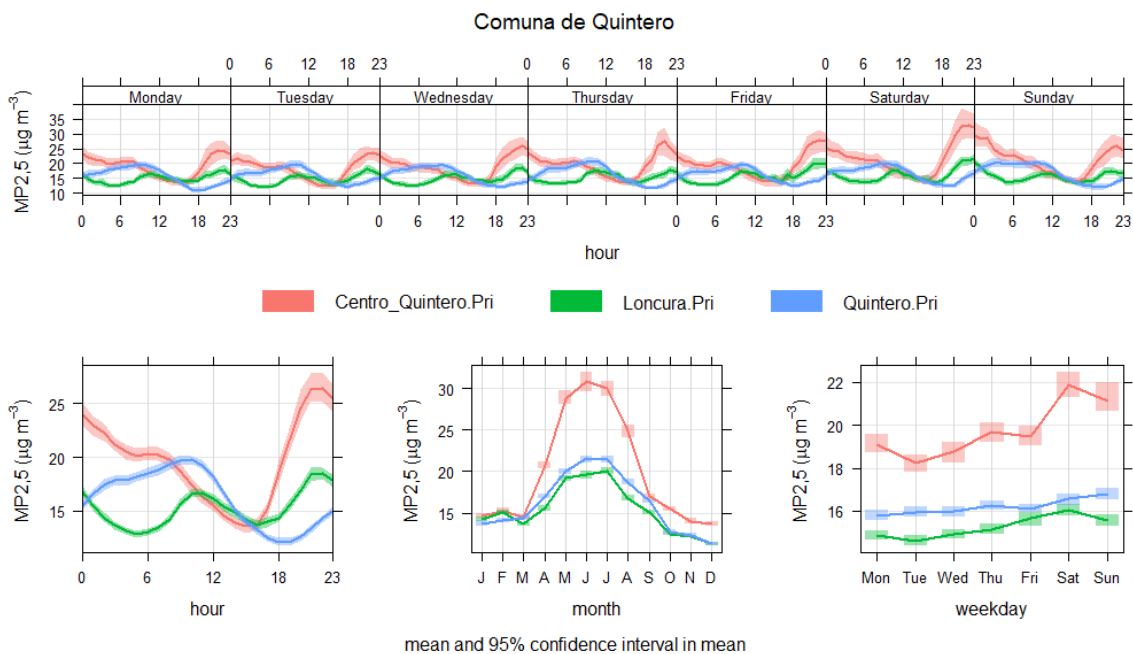 Comuna de Quintero
0 6 12 18 23 0 6 12 18 23 0 6 12 18 23
Monday Tuesday Wednesday Thursday Friday Saturday Sunday
MP2,5 (µg m⁻³)
35
30
25
20
15
10
0 6 12 18 23 0 6 12 18 23 0 6 12 18 23 0 6 12 18 23
hour
Centro_Quintero.Pri Loncura.Pri Quintero.Pri
MP2,5 (µg m⁻³)
25
20
15
0 6 12 18 23
hour
MP2,5 (µg m⁻³)
30
25
20
15
J F M A M J J A S O N D
month
MP2,5 (µg m⁻³)
22
20
18
16
Mon Tue Wed Thu Fri Sat Sun
weekday
mean and 95% confidence interval in mean